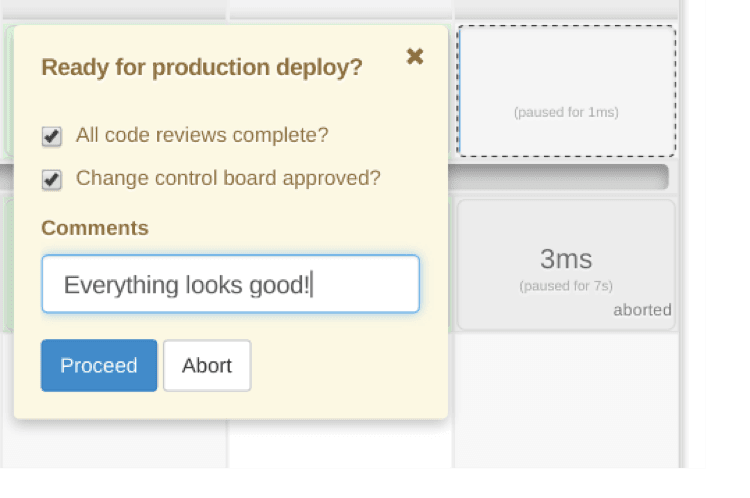 Ready for production deploy?
All code reviews complete?
Change control board approved?
Comments
Everything looks good!
Proceed
Abort
(paused for 1ms)
3ms
(paused for 7s)
aborted